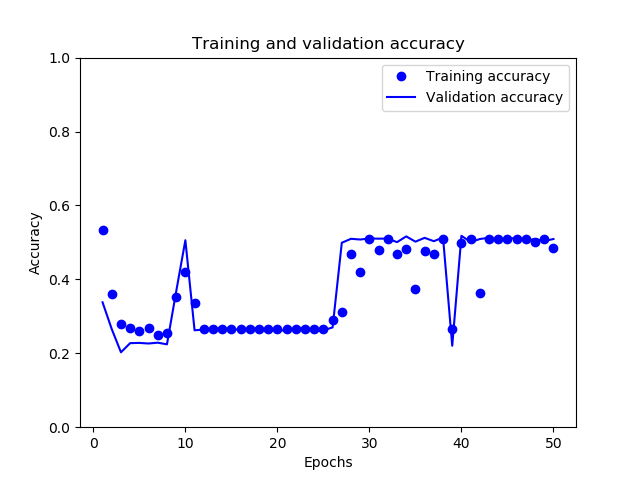 Training and validation accuracy
Training accuracy
Validation accuracy
1.0
0.8
0.6
0.4
0.2
0.0
Accuracy
0 10 20 30 40 50
Epochs